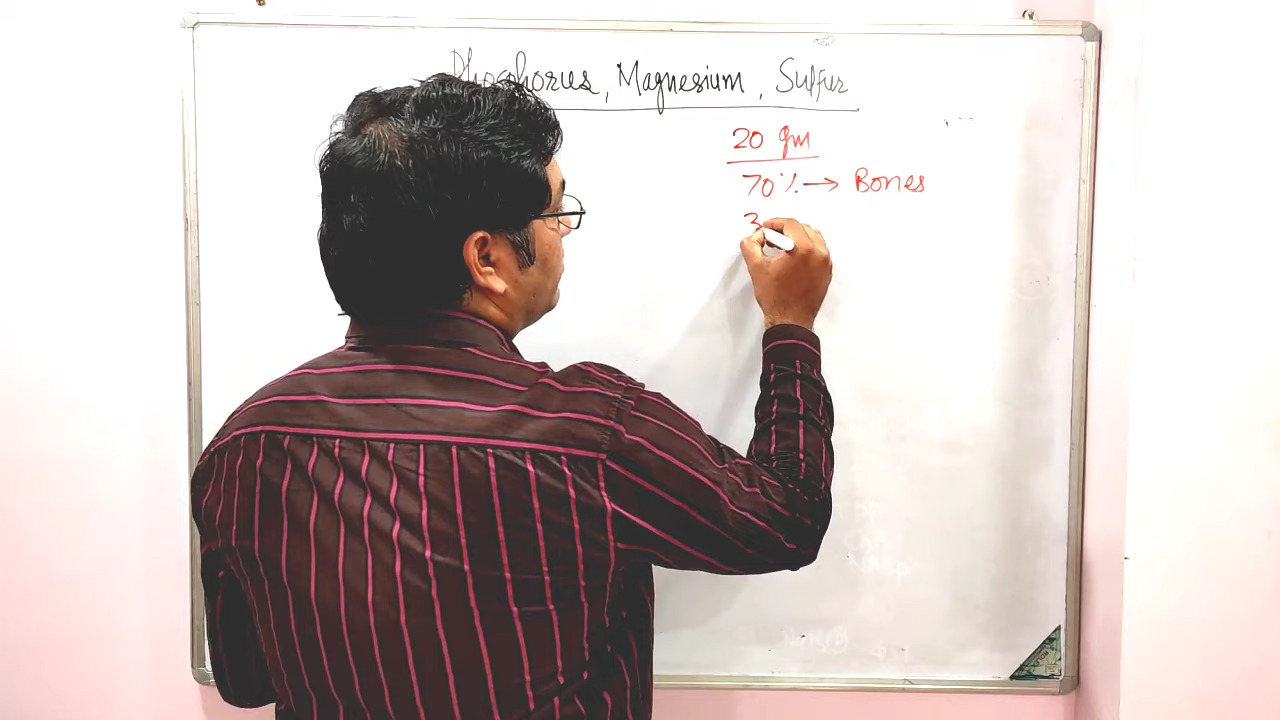 Phosphorus, Magnesium, Sulfur
20 gm
70% → Bones
3